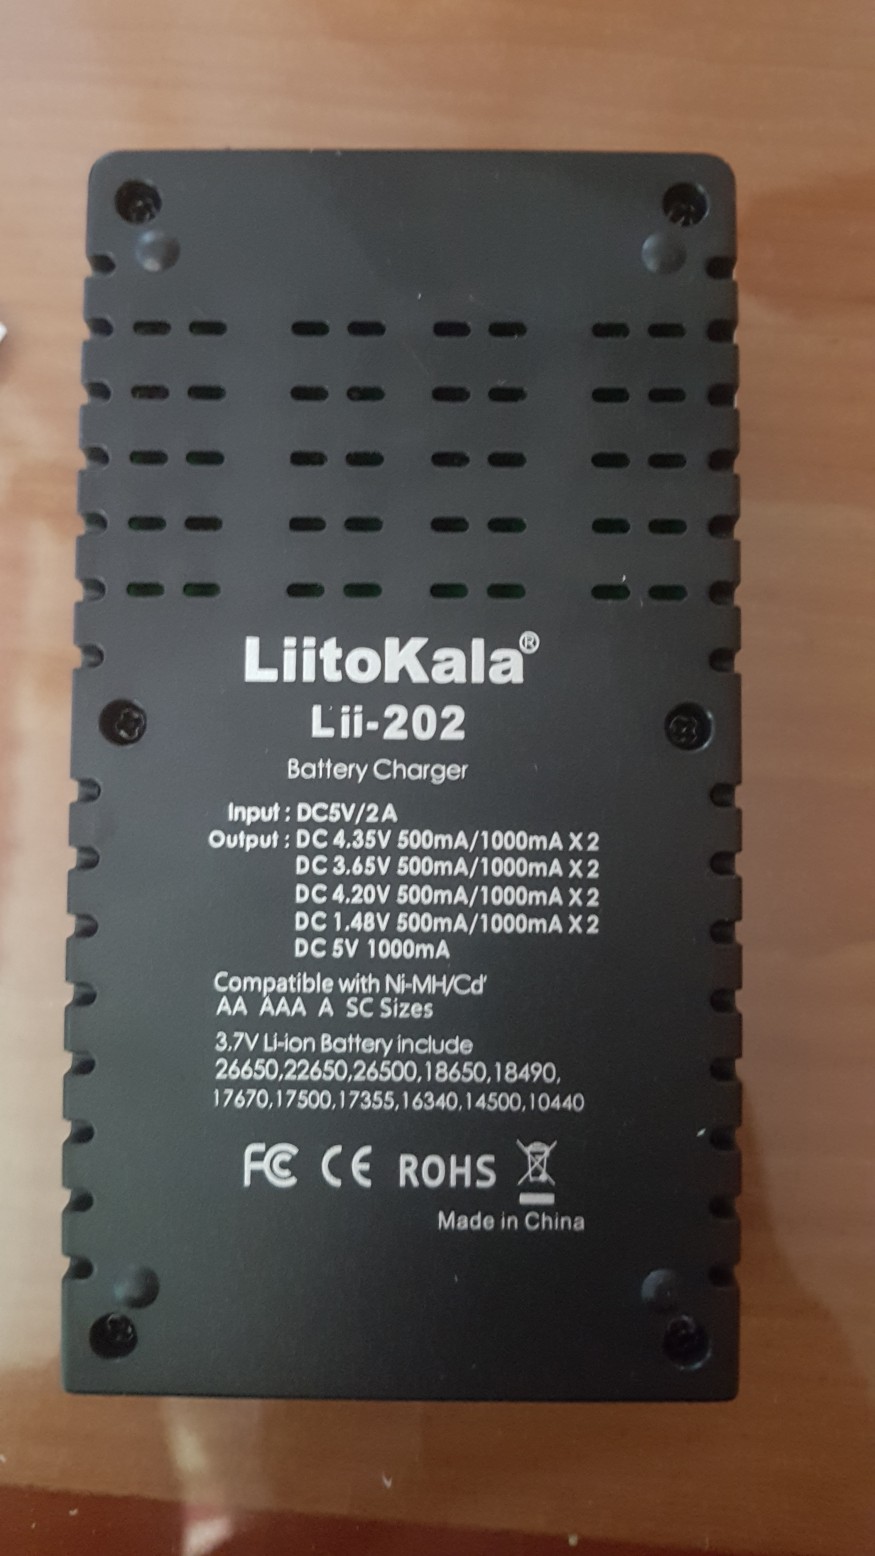 LiitoKala®
Lii-202
Battery Charger
Input : DC5V/2A
Output : DC 4.35V 500mA/1000mA X 2
DC 3.65V 500mA/1000mA X 2
DC 4.20V 500mA/1000mA X 2
DC 1.48V 500mA/1000mA X 2
DC 5V 1000mA
Compatible with Ni-MH/Cd'
AA AAA A SC Sizes
3.7V Li-ion Battery include
26650,22650,26500,18650,18490,
17670,17500,17355,16340,14500,10440
FC CE ROHS
Made in China